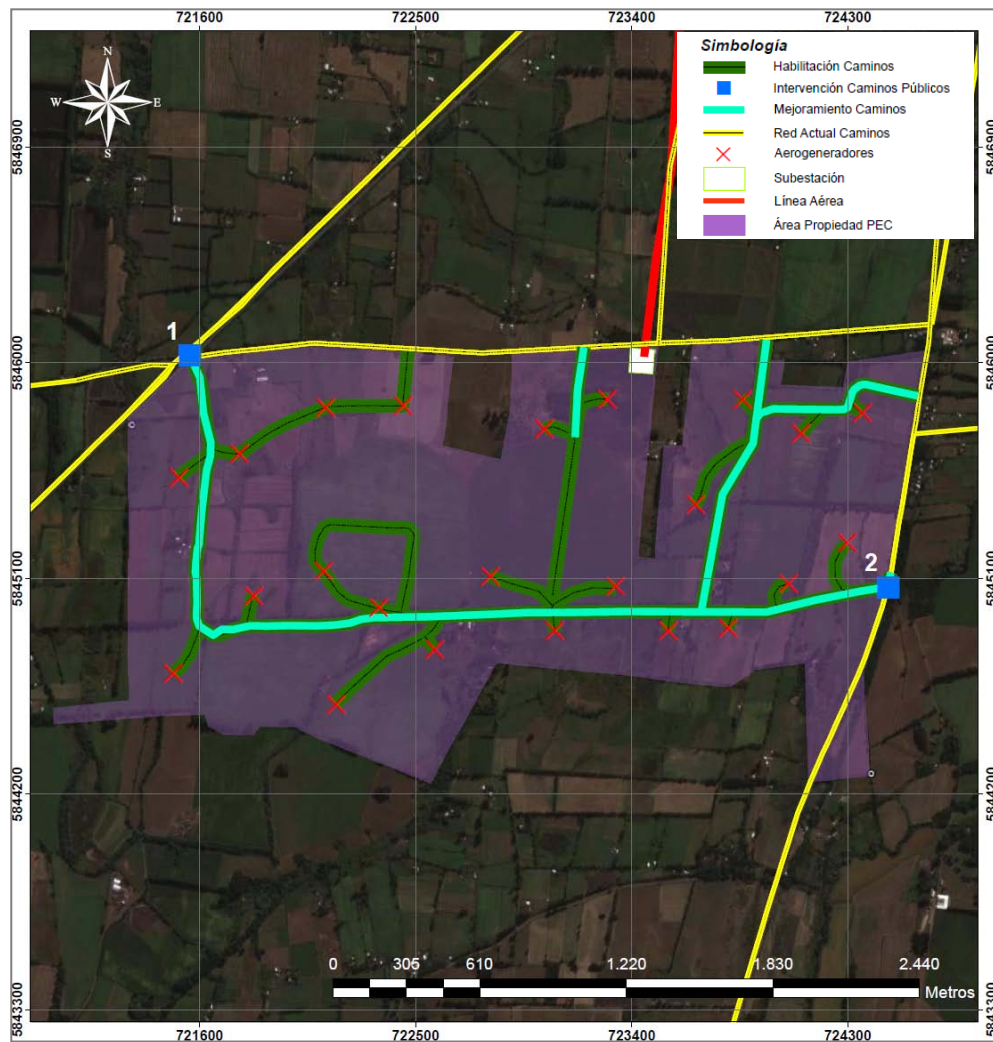 721600 722500 723400 724300
N
W E
S
Simbología
Habilitación Caminos
Intervención Caminos Públicos
Mejoramiento Caminos
Red Actual Caminos
Aerogeneradores
Subestación
Línea Aérea
Área Propiedad PEC
5846900 5846900
1
5846000 5846000
5845100 5845100
2
5844200 5844200
0 305 610 1.220 1.830 2.440
Metros
5843300 5843300
721600 722500 723400 724300